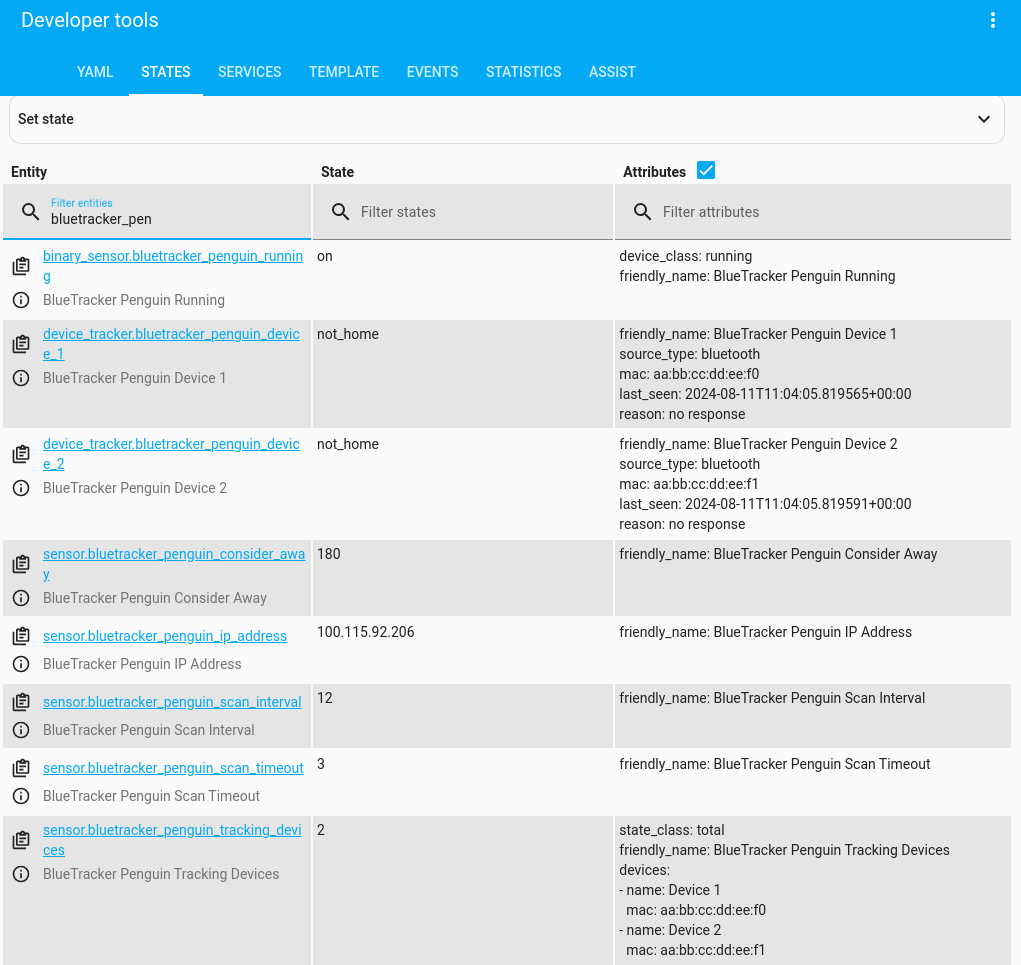 Developer tools
YAML STATES SERVICES TEMPLATE EVENTS STATISTICS ASSIST
Set state
Entity State Attributes
Filter entities
bluetracker_pen
Filter states
Filter attributes
binary_sensor.bluetracker_penguin_runnin
g
BlueTracker Penguin Running
on
device_class: running
friendly_name: BlueTracker Penguin Running
device_tracker.bluetracker_penguin_devic
e_1
BlueTracker Penguin Device 1
not_home
friendly_name: BlueTracker Penguin Device 1
source_type: bluetooth
mac: aa:bb:cc:dd:ee:f0
last_seen: 2024-08-11T11:04:05.819565+00:00
reason: no response
device_tracker.bluetracker_penguin_devic
e_2
BlueTracker Penguin Device 2
not_home
friendly_name: BlueTracker Penguin Device 2
source_type: bluetooth
mac: aa:bb:cc:dd:ee:f1
last_seen: 2024-08-11T11:04:05.819591+00:00
reason: no response
sensor.bluetracker_penguin_consider_awa
y
BlueTracker Penguin Consider Away
180
friendly_name: BlueTracker Penguin Consider Away
sensor.bluetracker_penguin_ip_address
BlueTracker Penguin IP Address
100.115.92.206
friendly_name: BlueTracker Penguin IP Address
sensor.bluetracker_penguin_scan_interval
BlueTracker Penguin Scan Interval
12
friendly_name: BlueTracker Penguin Scan Interval
sensor.bluetracker_penguin_scan_timeout
BlueTracker Penguin Scan Timeout
3
friendly_name: BlueTracker Penguin Scan Timeout
sensor.bluetracker_penguin_tracking_devi
ces
BlueTracker Penguin Tracking Devices
2
state_class: total
friendly_name: BlueTracker Penguin Tracking Devices
devices:
- name: Device 1
mac: aa:bb:cc:dd:ee:f0
- name: Device 2
mac: aa:bb:cc:dd:ee:f1